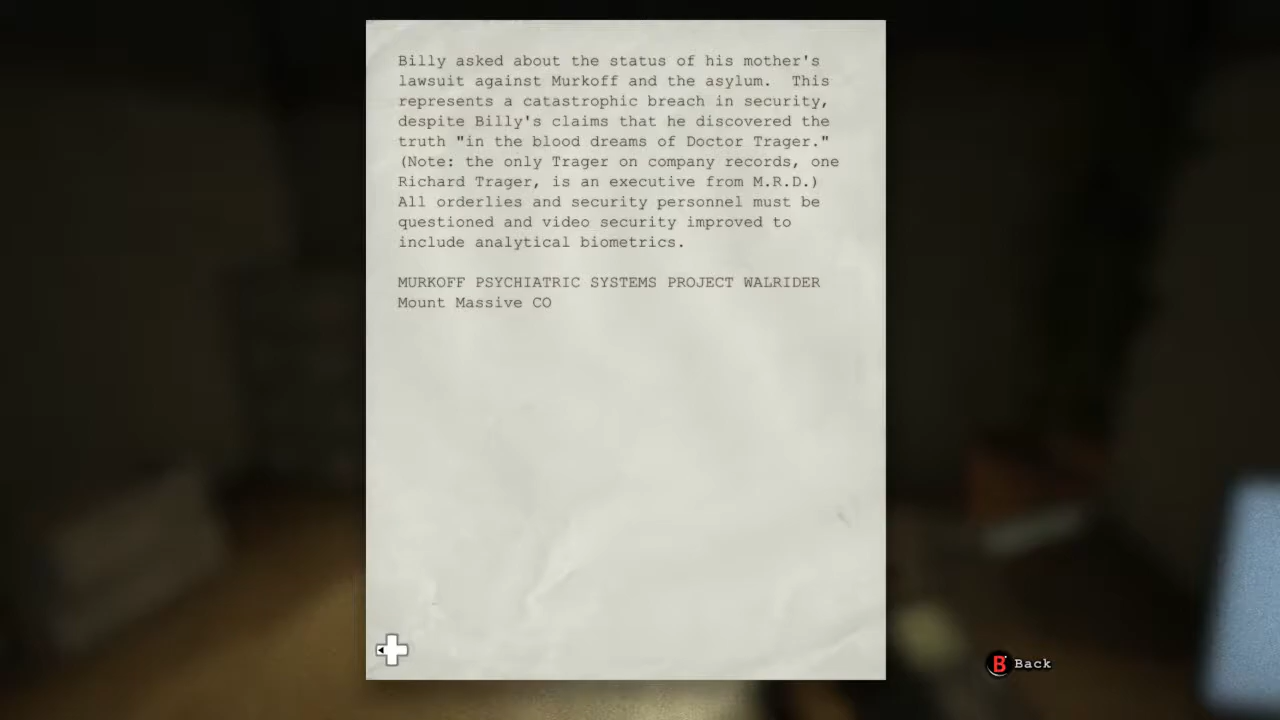 Billy asked about the status of his mother's
lawsuit against Murkoff and the asylum.  This
represents a catastrophic breach in security,
despite Billy's claims that he discovered the
truth "in the blood dreams of Doctor Trager."
(Note: the only Trager on company records, one
Richard Trager, is an executive from M.R.D.)
All orderlies and security personnel must be
questioned and video security improved to
include analytical biometrics.
MURKOFF PSYCHIATRIC SYSTEMS PROJECT WALRIDER
Mount Massive CO
B Back